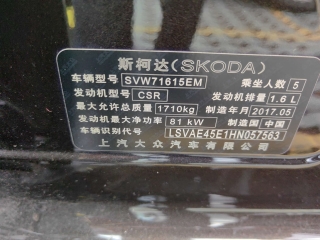 斯柯达(SKODA)
车辆型号 SVW71615EM 乘坐人数 5
发动机型号 CSR 发动机排量 1.6 L
最大允许总质量 1710kg 制造年月 2017.05
发动机最大净功率 81 kW 制造国 中国
车辆识别代号 LSVAE45E1HN057563
上汽大众汽车有限公司